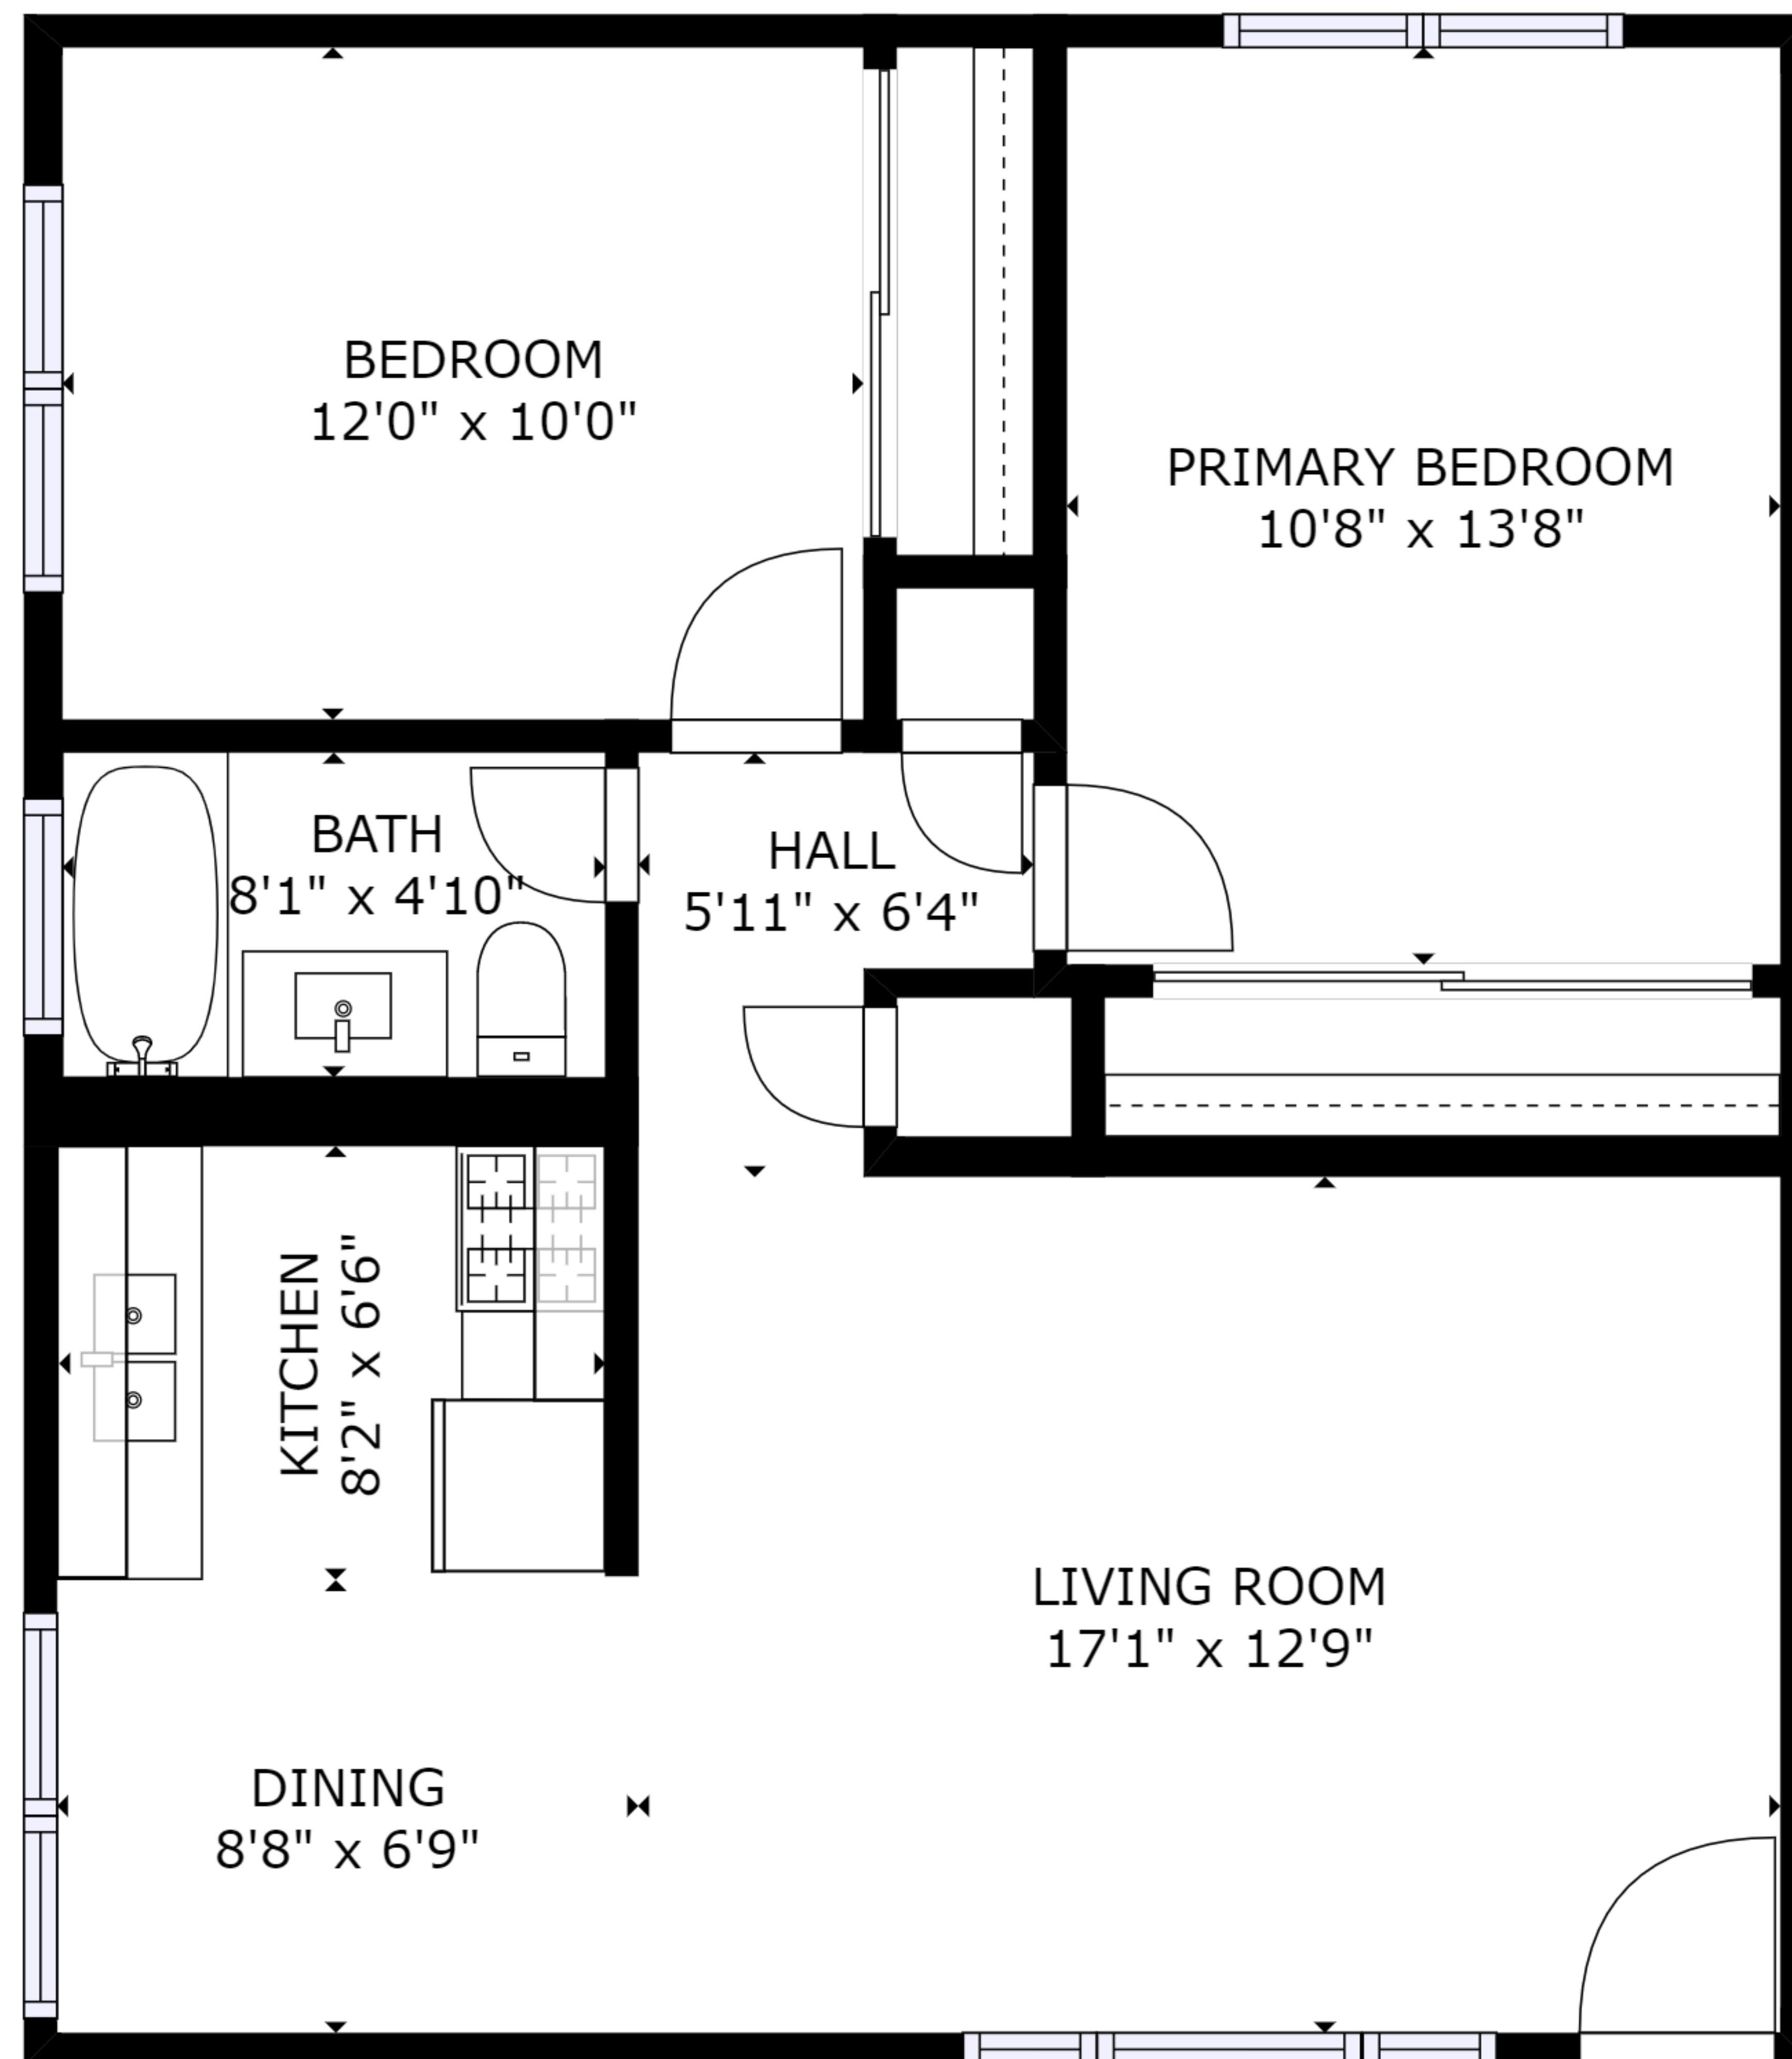 BEDROOM
12'0" x 10'0"
PRIMARY BEDROOM
10'8" x 13'8"
BATH
8'1" x 4'10"
HALL
5'11" x 6'4"
KITCHEN
8'2" x 6'6"
LIVING ROOM
17'1" x 12'9"
DINING
8'8" x 6'9"